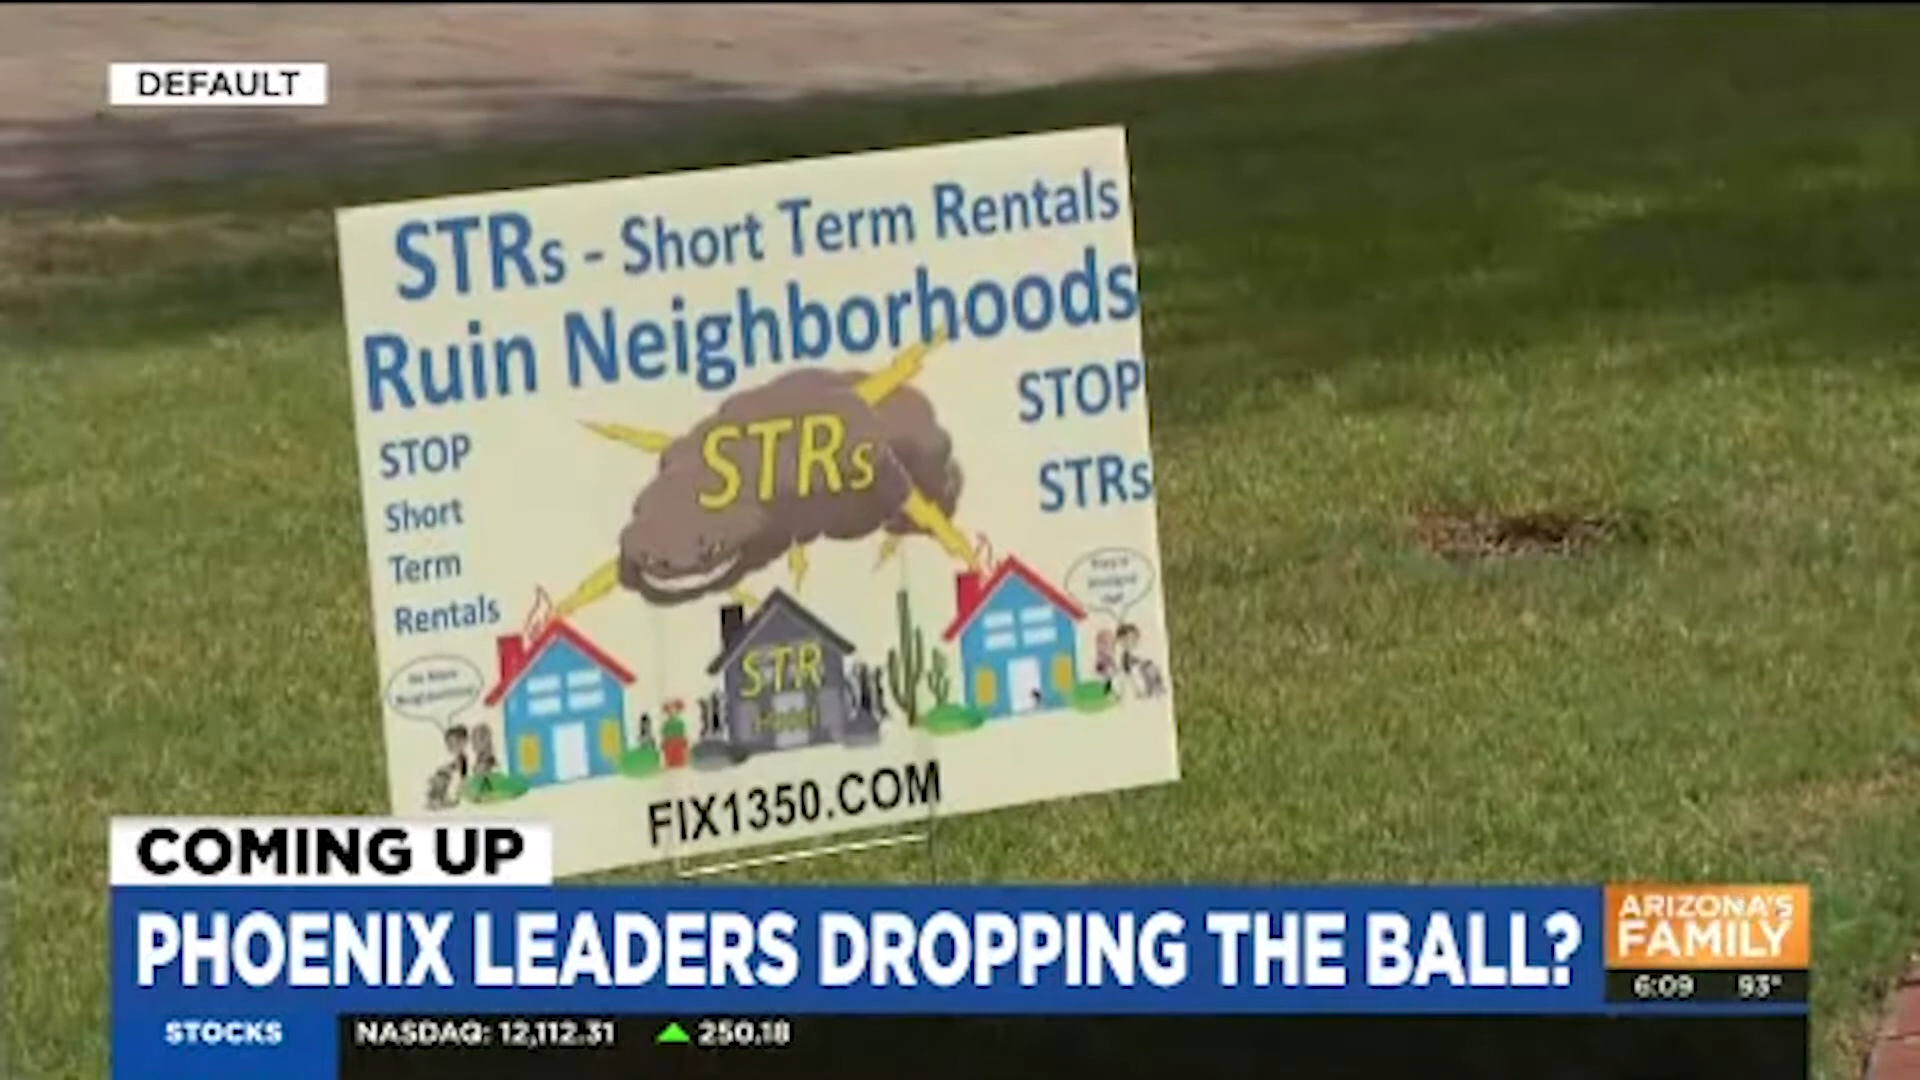 DEFAULT
STRs - Short Term Rentals
Ruin Neighborhoods
STOP
Short
Term
Rentals
STRs
STOP
STRs
STR
FIX1350.COM
COMING UP
PHOENIX LEADERS DROPPING THE BALL?
ARIZONA'S
FAMILY
6:09 93°
STOCKS
NASDAQ: 12,112.31 ▲ 250.18